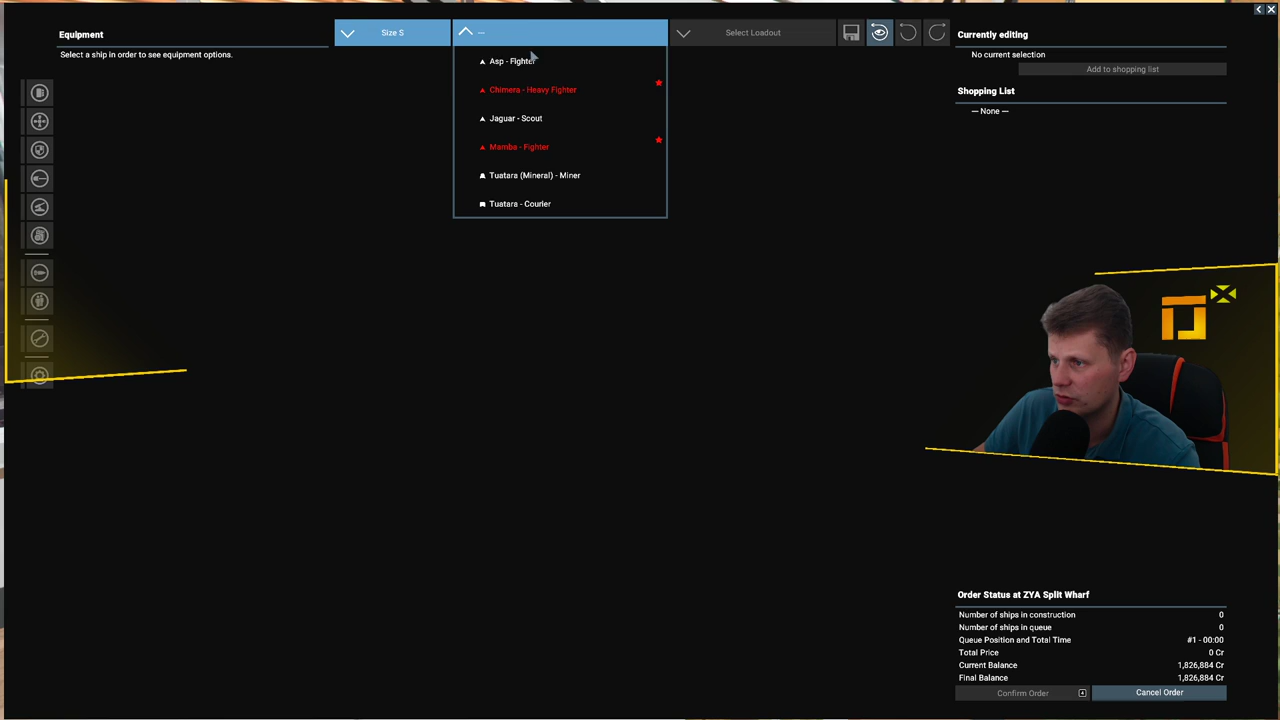 Equipment
Select a ship in order to see equipment options.
Size S
—
Select Loadout
Asp - Fighter
Chimera - Heavy Fighter
Jaguar - Scout
Mamba - Fighter
Tuatara (Mineral) - Miner
Tuatara - Courier
Currently editing
No current selection
Add to shopping list
Shopping List
— None —
Order Status at ZYA Split Wharf
Number of ships in construction 0
Number of ships in queue 0
Queue Position and Total Time #1 - 00:00
Total Price 0 Cr
Current Balance 1,826,884 Cr
Final Balance 1,826,884 Cr
Confirm Order 4
Cancel Order